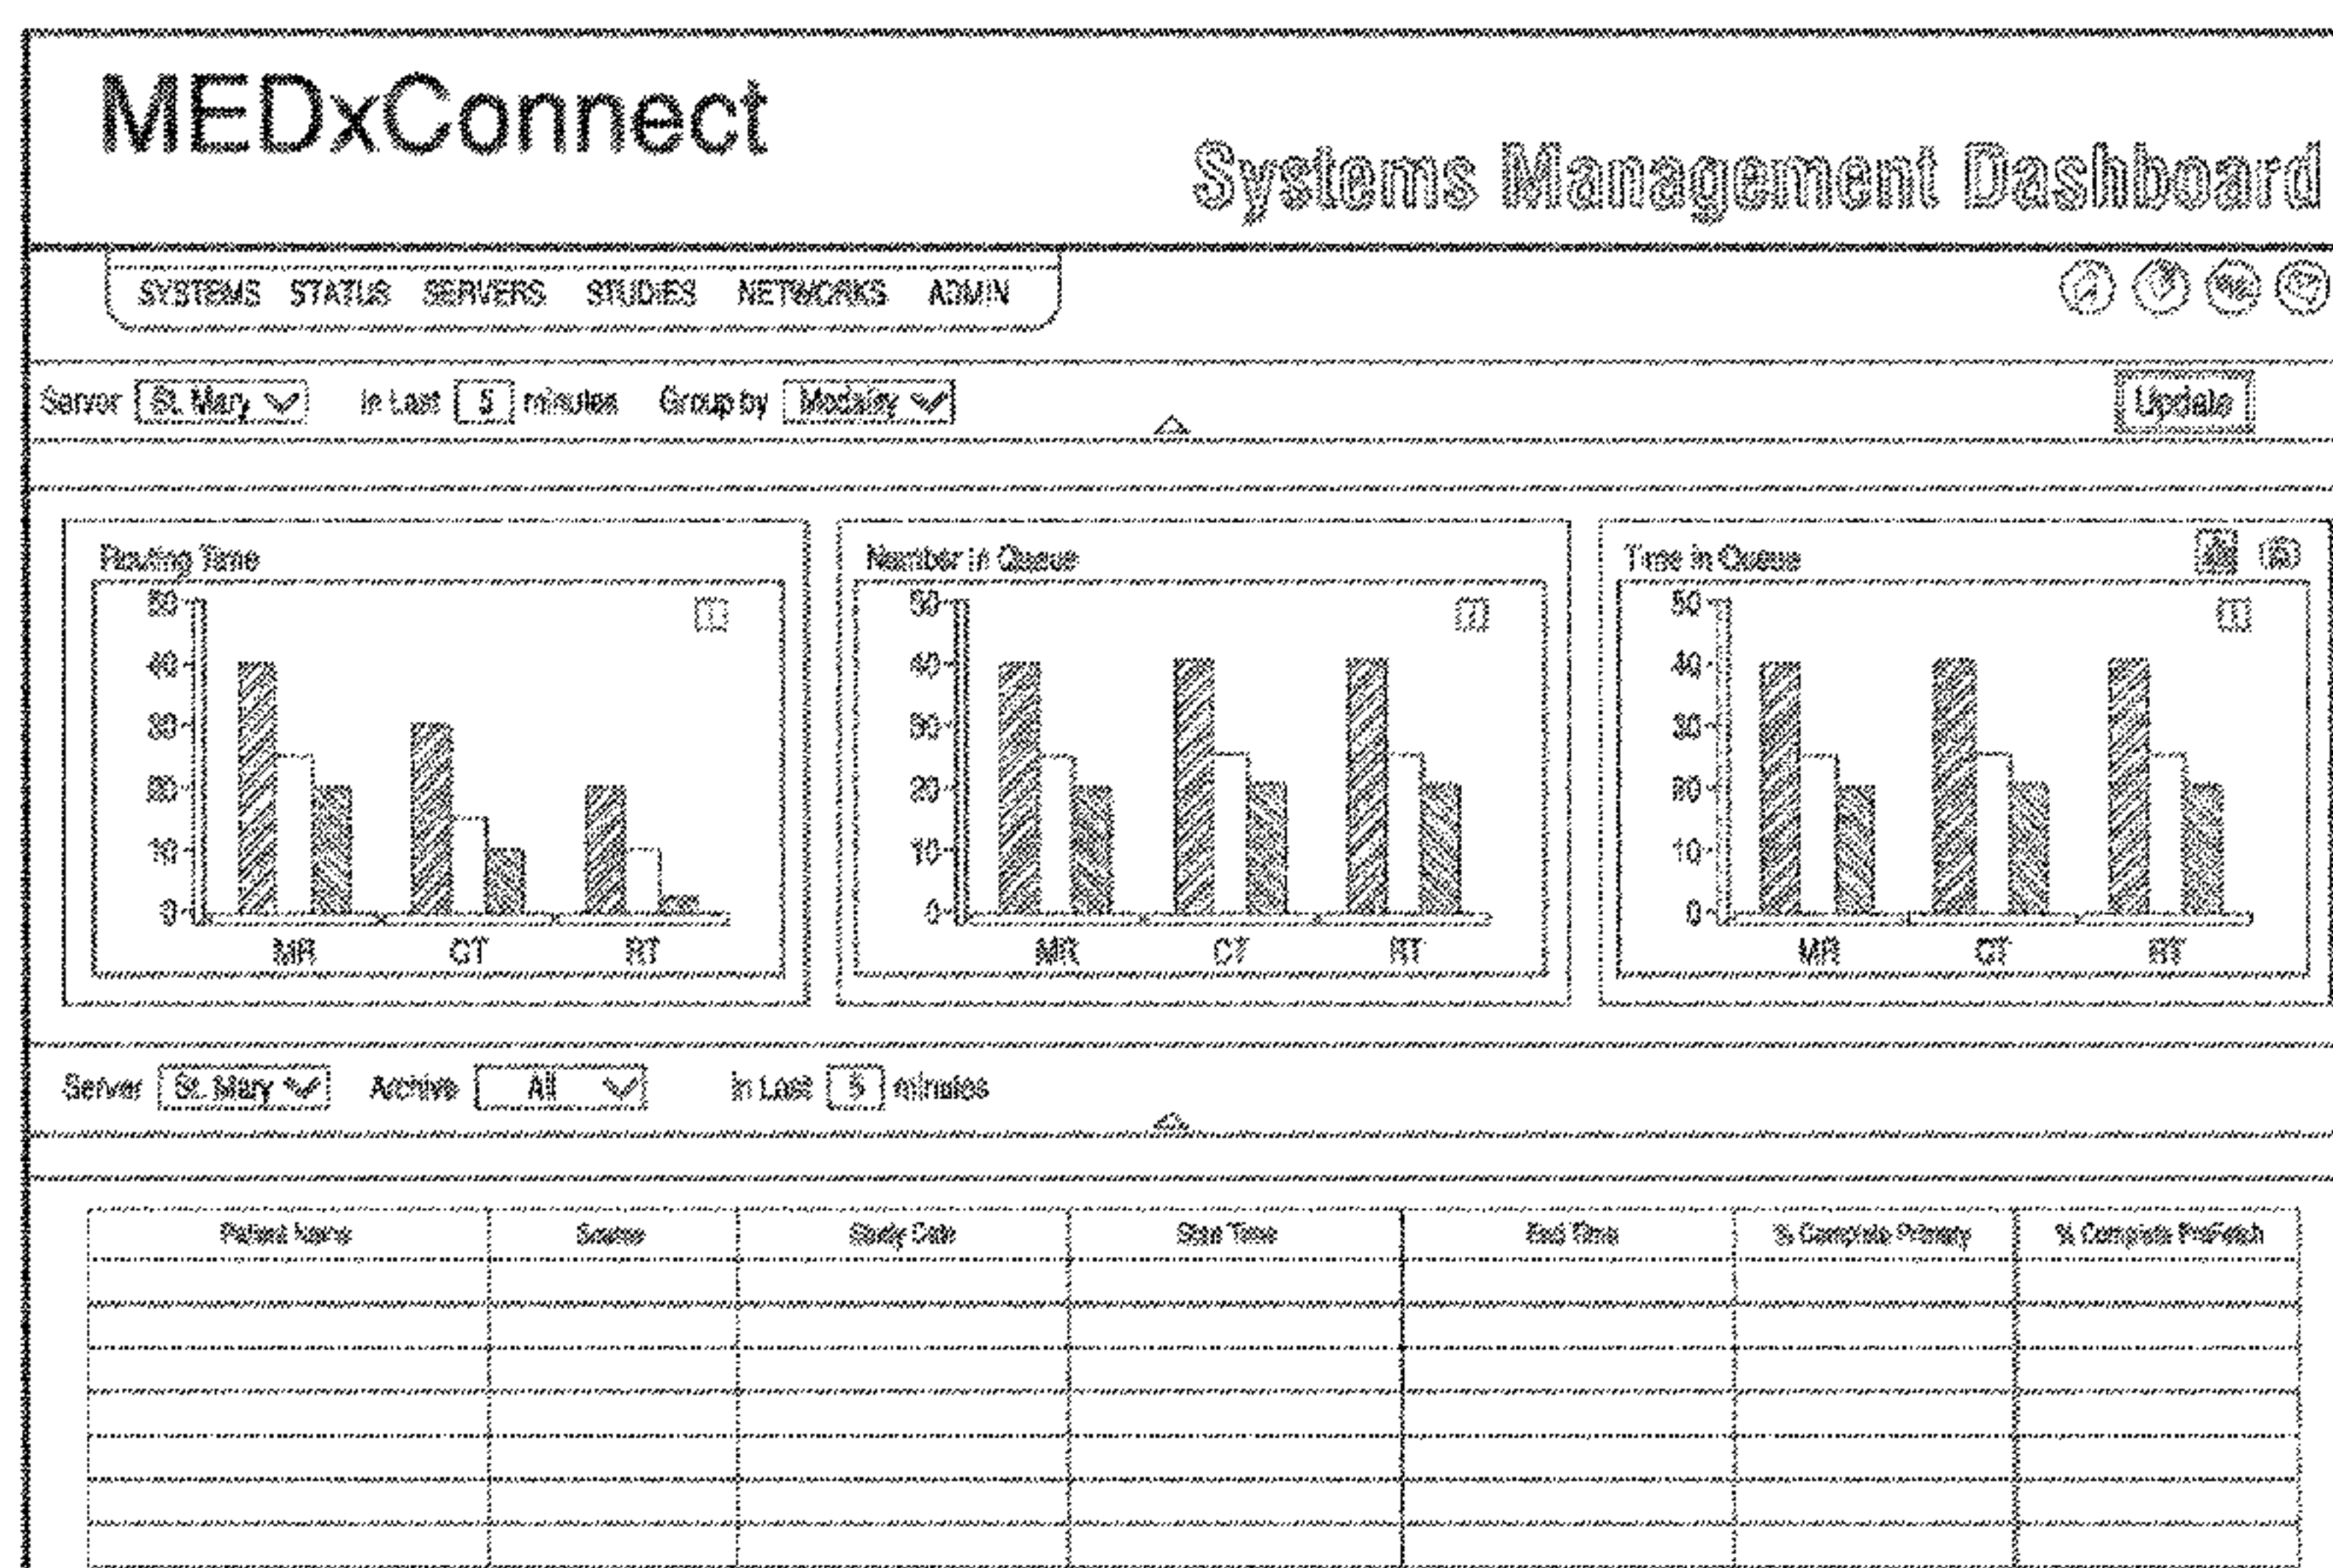 MEDxConnect
Systems Management Dashboard
SYSTEMS STATUS SERVERS STUDIES NETWORKS ADMIN
Server St. Mary In Last 5 minutes Group by Modality Update
Routing Time Number in Queue Time in Queue
50 50 50
40 40 40
30 30 30
20 20 20
10 10 10
0 0 0
MR CT RT MR CT RT MR CT RT
Server St. Mary Archive All In Last 5 minutes
Patient Name Source Study Date Start Time End Time % Complete Primary % Complete PreFetch